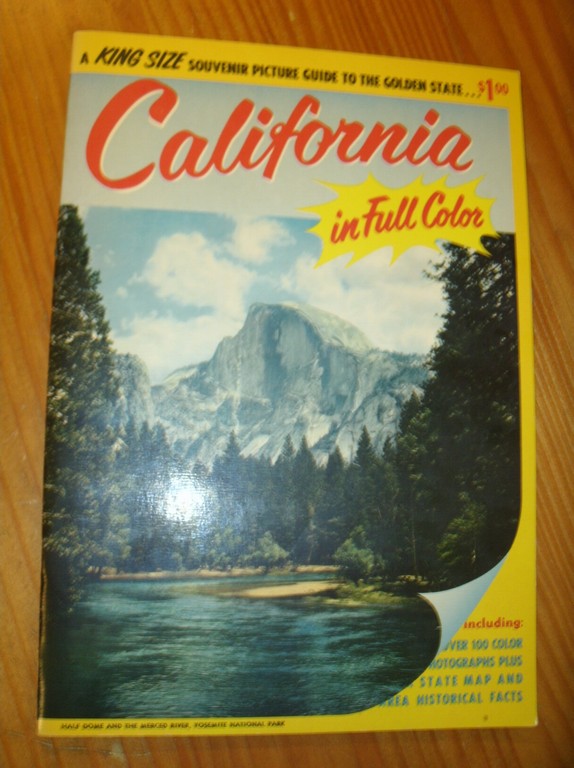 A KING SIZE SOUVENIR PICTURE GUIDE TO THE GOLDEN STATE... $1.00
California
in Full Color
including:
OVER 100 COLOR
PHOTOGRAPHS PLUS
STATE MAP AND
AREA HISTORICAL FACTS
HALF DOME AND THE MERCED RIVER, YOSEMITE NATIONAL PARK